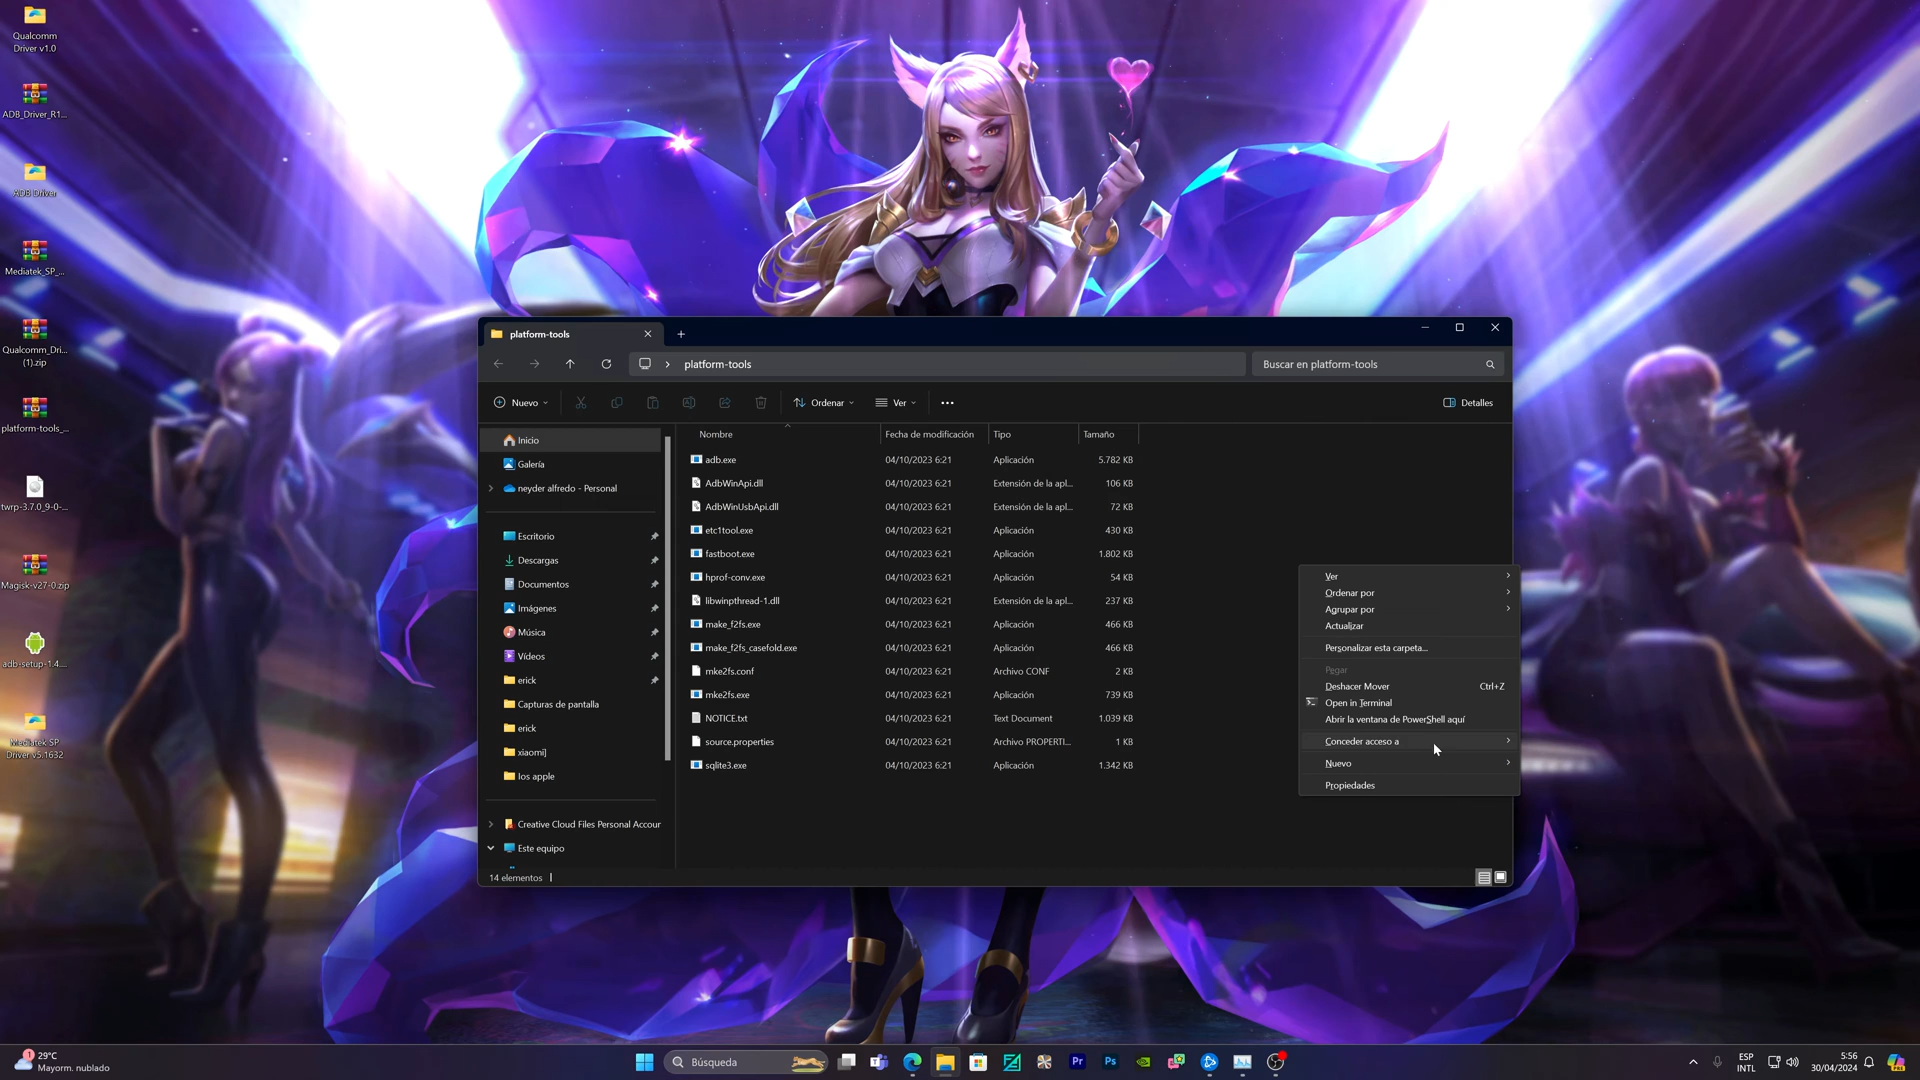 Qualcomm
Driver v1.0
ADB_Driver_R1...
ADB Driver
Mediatek_SP_...
Qualcomm_Dri...
(1).zip
platform-tools_...
twrp-3.7.0_9-0-...
Magisk-v27-0.zip
adb-setup-1.4....
Mediatek SP
Driver v5.1632
platform-tools
platform-tools
Buscar en platform-tools
Nuevo
Ordenar
Ver
Detalles
Inicio
Galería
neyder alfredo - Personal
Escritorio
Descargas
Documentos
Imágenes
Música
Vídeos
erick
Capturas de pantalla
erick
xiaomi]
Ios apple
Creative Cloud Files Personal Accour
Este equipo
Nombre Fecha de modificación Tipo Tamaño
adb.exe 04/10/2023 6:21 Aplicación 5.782 KB
AdbWinApi.dll 04/10/2023 6:21 Extensión de la apl... 106 KB
AdbWinUsbApi.dll 04/10/2023 6:21 Extensión de la apl... 72 KB
etc1tool.exe 04/10/2023 6:21 Aplicación 430 KB
fastboot.exe 04/10/2023 6:21 Aplicación 1.802 KB
hprof-conv.exe 04/10/2023 6:21 Aplicación 54 KB
libwinpthread-1.dll 04/10/2023 6:21 Extensión de la apl... 237 KB
make_f2fs.exe 04/10/2023 6:21 Aplicación 466 KB
make_f2fs_casefold.exe 04/10/2023 6:21 Aplicación 466 KB
mke2fs.conf 04/10/2023 6:21 Archivo CONF 2 KB
mke2fs.exe 04/10/2023 6:21 Aplicación 739 KB
NOTICE.txt 04/10/2023 6:21 Text Document 1.039 KB
source.properties 04/10/2023 6:21 Archivo PROPERTI... 1 KB
sqlite3.exe 04/10/2023 6:21 Aplicación 1.342 KB
14 elementos
Ver
Ordenar por
Agrupar por
Actualizar
Personalizar esta carpeta...
Pegar
Deshacer Mover Ctrl+Z
Open in Terminal
Abrir la ventana de PowerShell aquí
Conceder acceso a
Nuevo
Propiedades
1
29°C
Mayorm. nublado
Búsqueda
Pr
Ps
ESP
INTL
5:56
30/04/2024